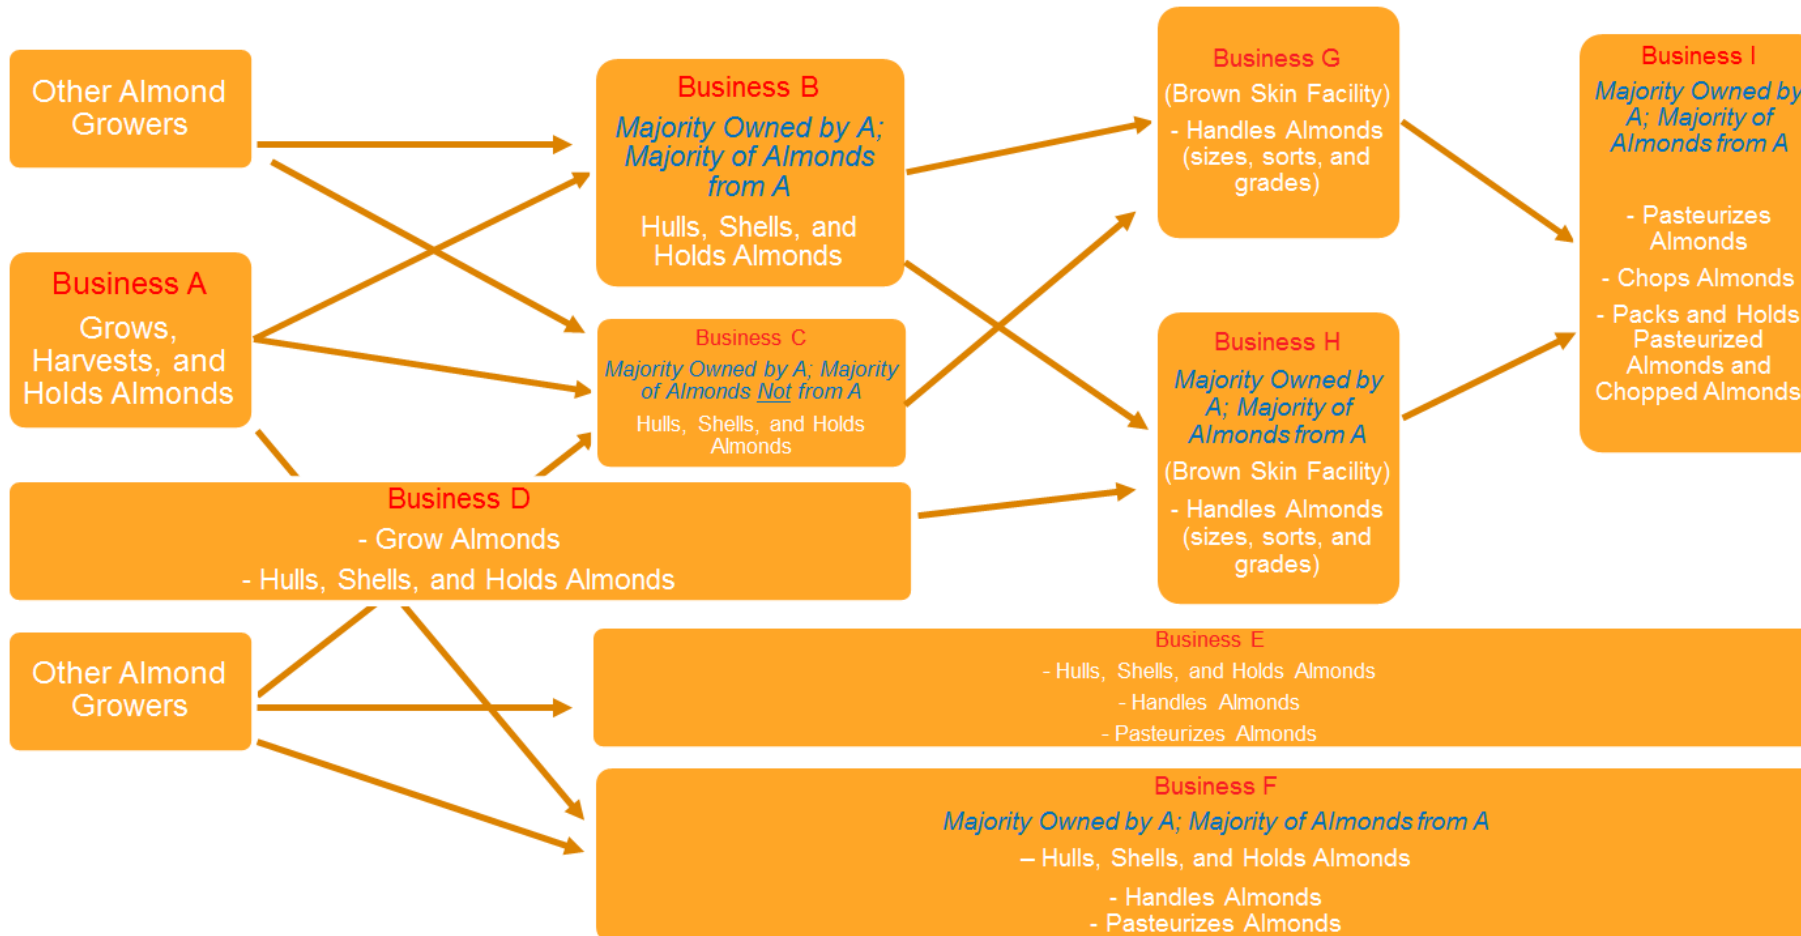 Other Almond
Growers
Business A
Grows,
Harvests, and
Holds Almonds
Business B
Majority Owned by A;
Majority of Almonds
from A
Hulls, Shells, and
Holds Almonds
Business C
Majority Owned by A; Majority
of Almonds Not from A
Hulls, Shells, and Holds
Almonds
Business D
- Grow Almonds
- Hulls, Shells, and Holds Almonds
Other Almond
Growers
Business G
(Brown Skin Facility)
- Handles Almonds
(sizes, sorts, and
grades)
Business H
Majority Owned by
A; Majority of
Almonds from A
(Brown Skin Facility)
- Handles Almonds
(sizes, sorts, and
grades)
Business I
Majority Owned by
A; Majority of
Almonds from A
- Pasteurizes
Almonds
- Chops Almonds
- Packs and Holds
Pasteurized
Almonds and
Chopped Almonds
Business E
- Hulls, Shells, and Holds Almonds
- Handles Almonds
- Pasteurizes Almonds
Business F
Majority Owned by A; Majority of Almonds from A
– Hulls, Shells, and Holds Almonds
- Handles Almonds
- Pasteurizes Almonds